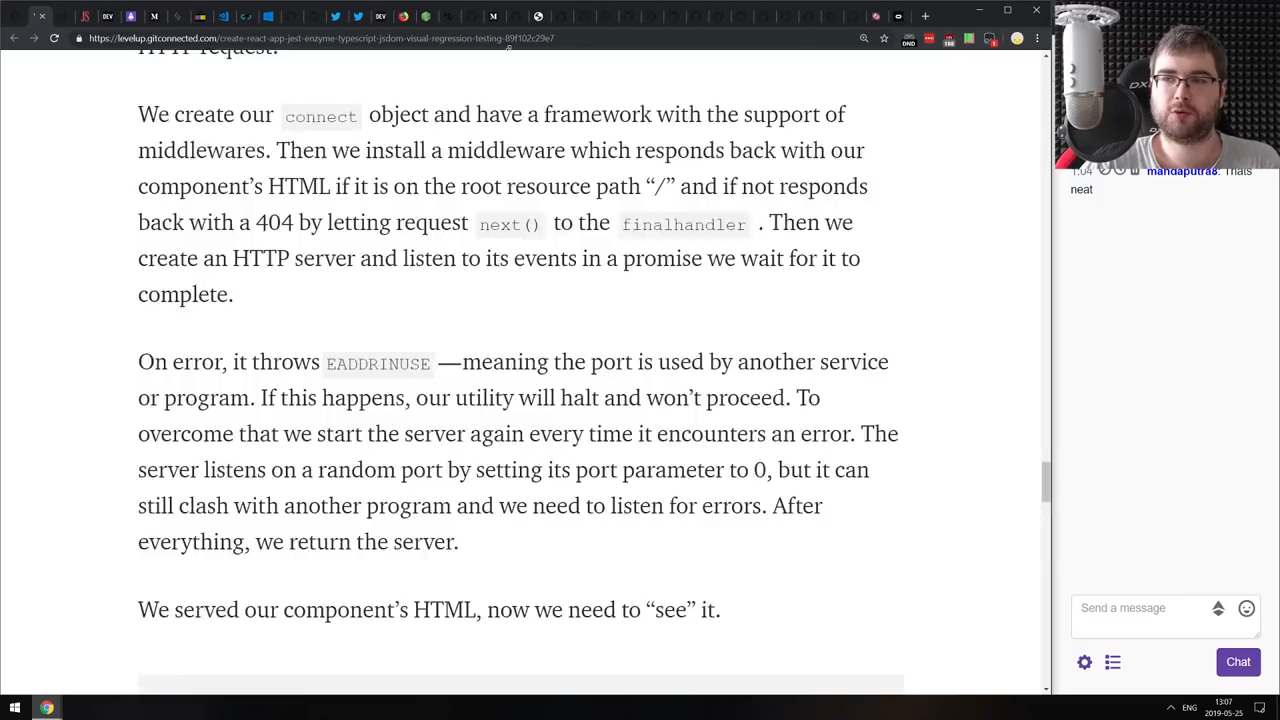 https://levelup.gitconnected.com/create-react-app-jest-enzyme-typescript-jsdom-visual-regression-testing-89f102c29e7
HTTP request.
We create our connect object and have a framework with the support of
middlewares. Then we install a middleware which responds back with our
component’s HTML if it is on the root resource path “/” and if not responds
back with a 404 by letting request next() to the finalhandler . Then we
create an HTTP server and listen to its events in a promise we wait for it to
complete.
On error, it throws EADDRINUSE —meaning the port is used by another service
or program. If this happens, our utility will halt and won’t proceed. To
overcome that we start the server again every time it encounters an error. The
server listens on a random port by setting its port parameter to 0, but it can
still clash with another program and we need to listen for errors. After
everything, we return the server.
We served our component’s HTML, now we need to “see” it.
1:04 mandaputra8: Thats
neat
Send a message
Chat
ENG
13:07
2019-05-25